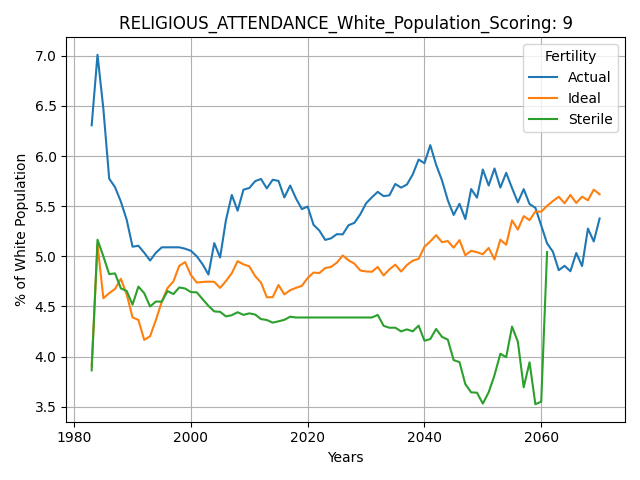 RELIGIOUS_ATTENDANCE_White_Population_Scoring: 9
Fertility
Actual
Ideal
Sterile
% of White Population
7.0
6.5
6.0
5.5
5.0
4.5
4.0
3.5
1980
2000
2020
2040
2060
Years